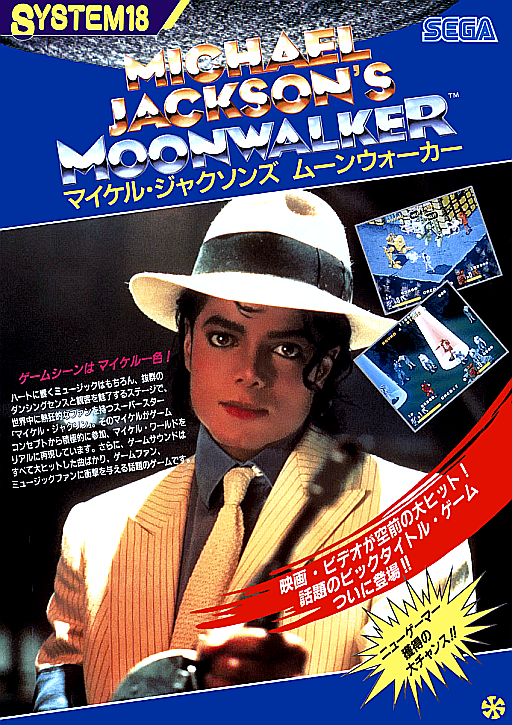 SYSTEM18
SEGA
MICHAEL
JACKSON'S
MOONWALKER™
マイケル・ジャクソンズ ムーンウォーカー
ゲームシーンは マイケル一色！
ハートに響くミュージックはもちろん、抜群の
ダンシングセンスと観客を魅了するステージで、
世界中に熱狂的なファンを持つスーパースター
「マイケル・ジャクソン」。そのマイケルがゲーム
コンセプトから積極的に参加、マイケル・ワールドを
リアルに再現しています。さらに、ゲームサウンドは
すべて大ヒットした曲ばかり、ゲームファン、
ミュージックファンに衝撃を与える話題のゲームです。
映画・ビデオが空前の大ヒット！
話題のビックタイトル・ゲーム
ついに登場!!
ニューゲーマー
獲得の
大チャンス!!